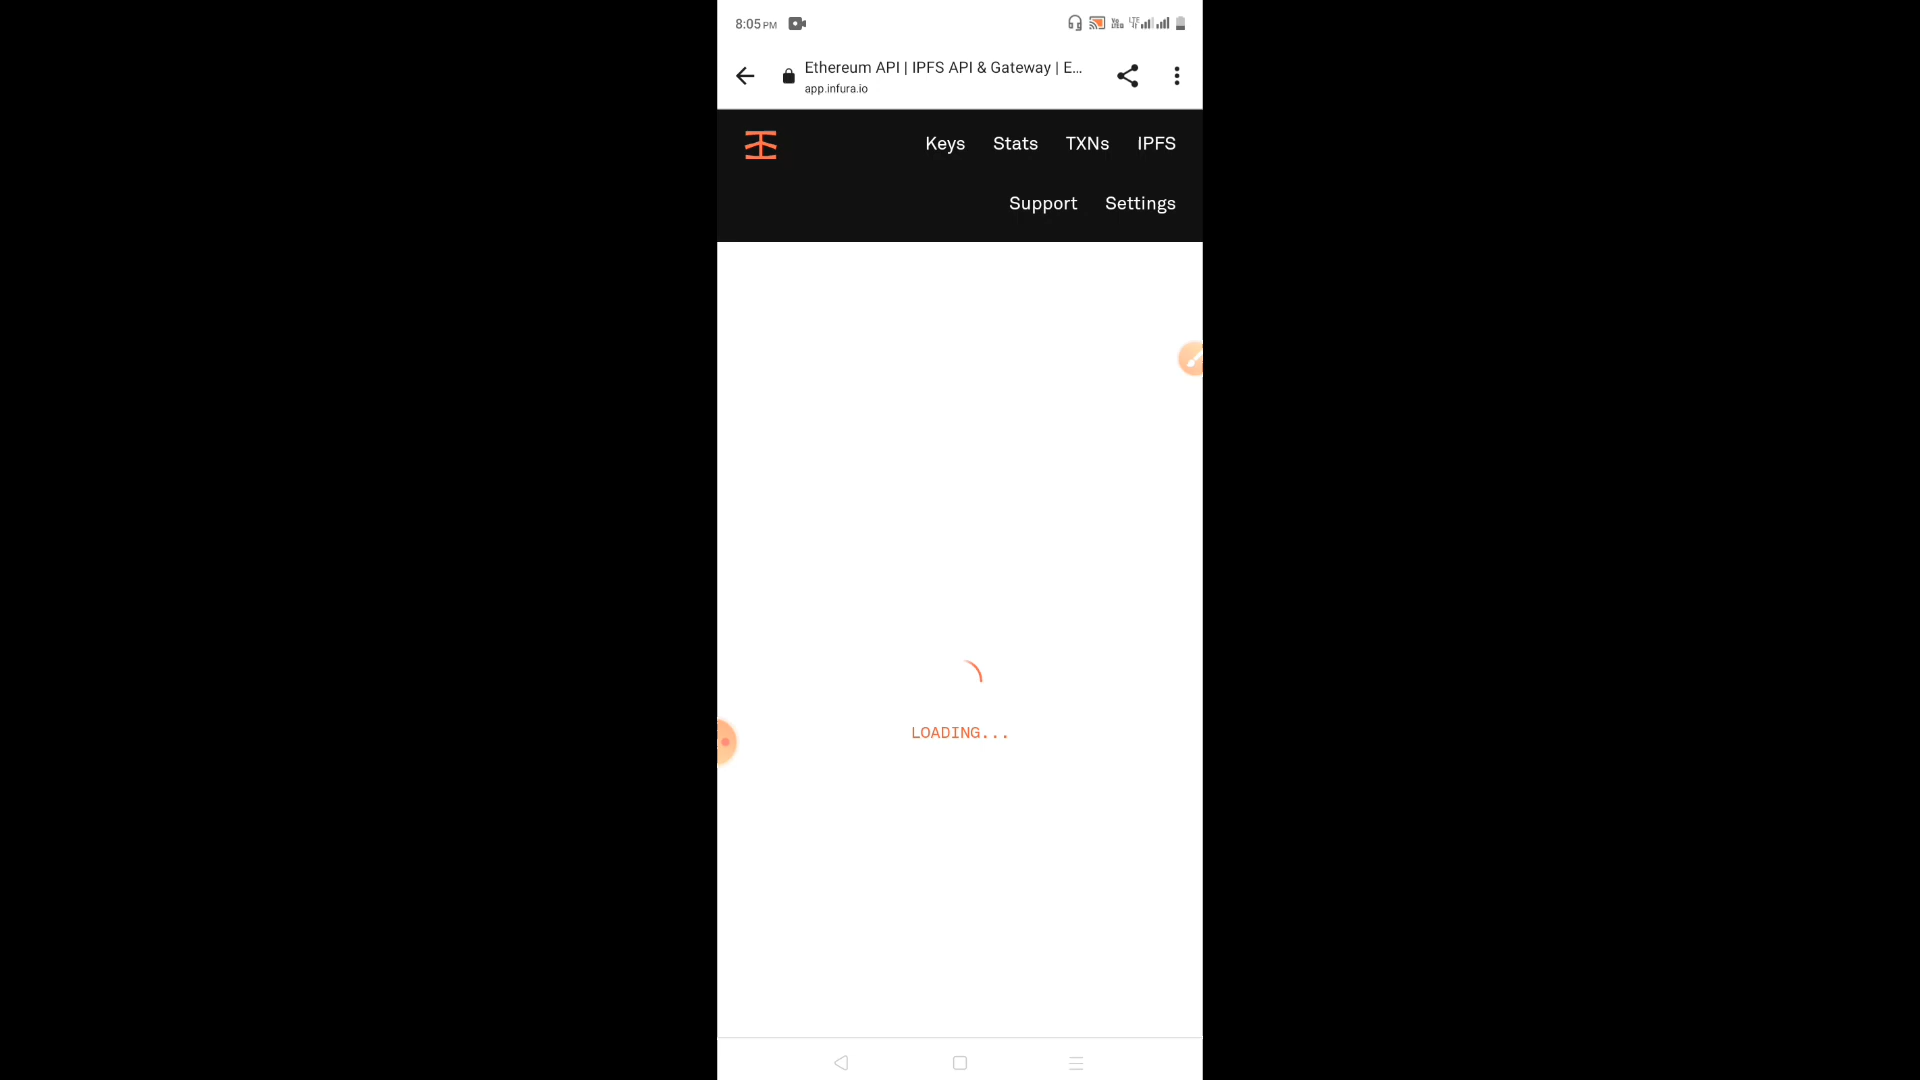 8:05 PM
Ethereum API | IPFS API & Gateway | E...
app.infura.io
Keys Stats TXNs IPFS
Support Settings
LOADING...